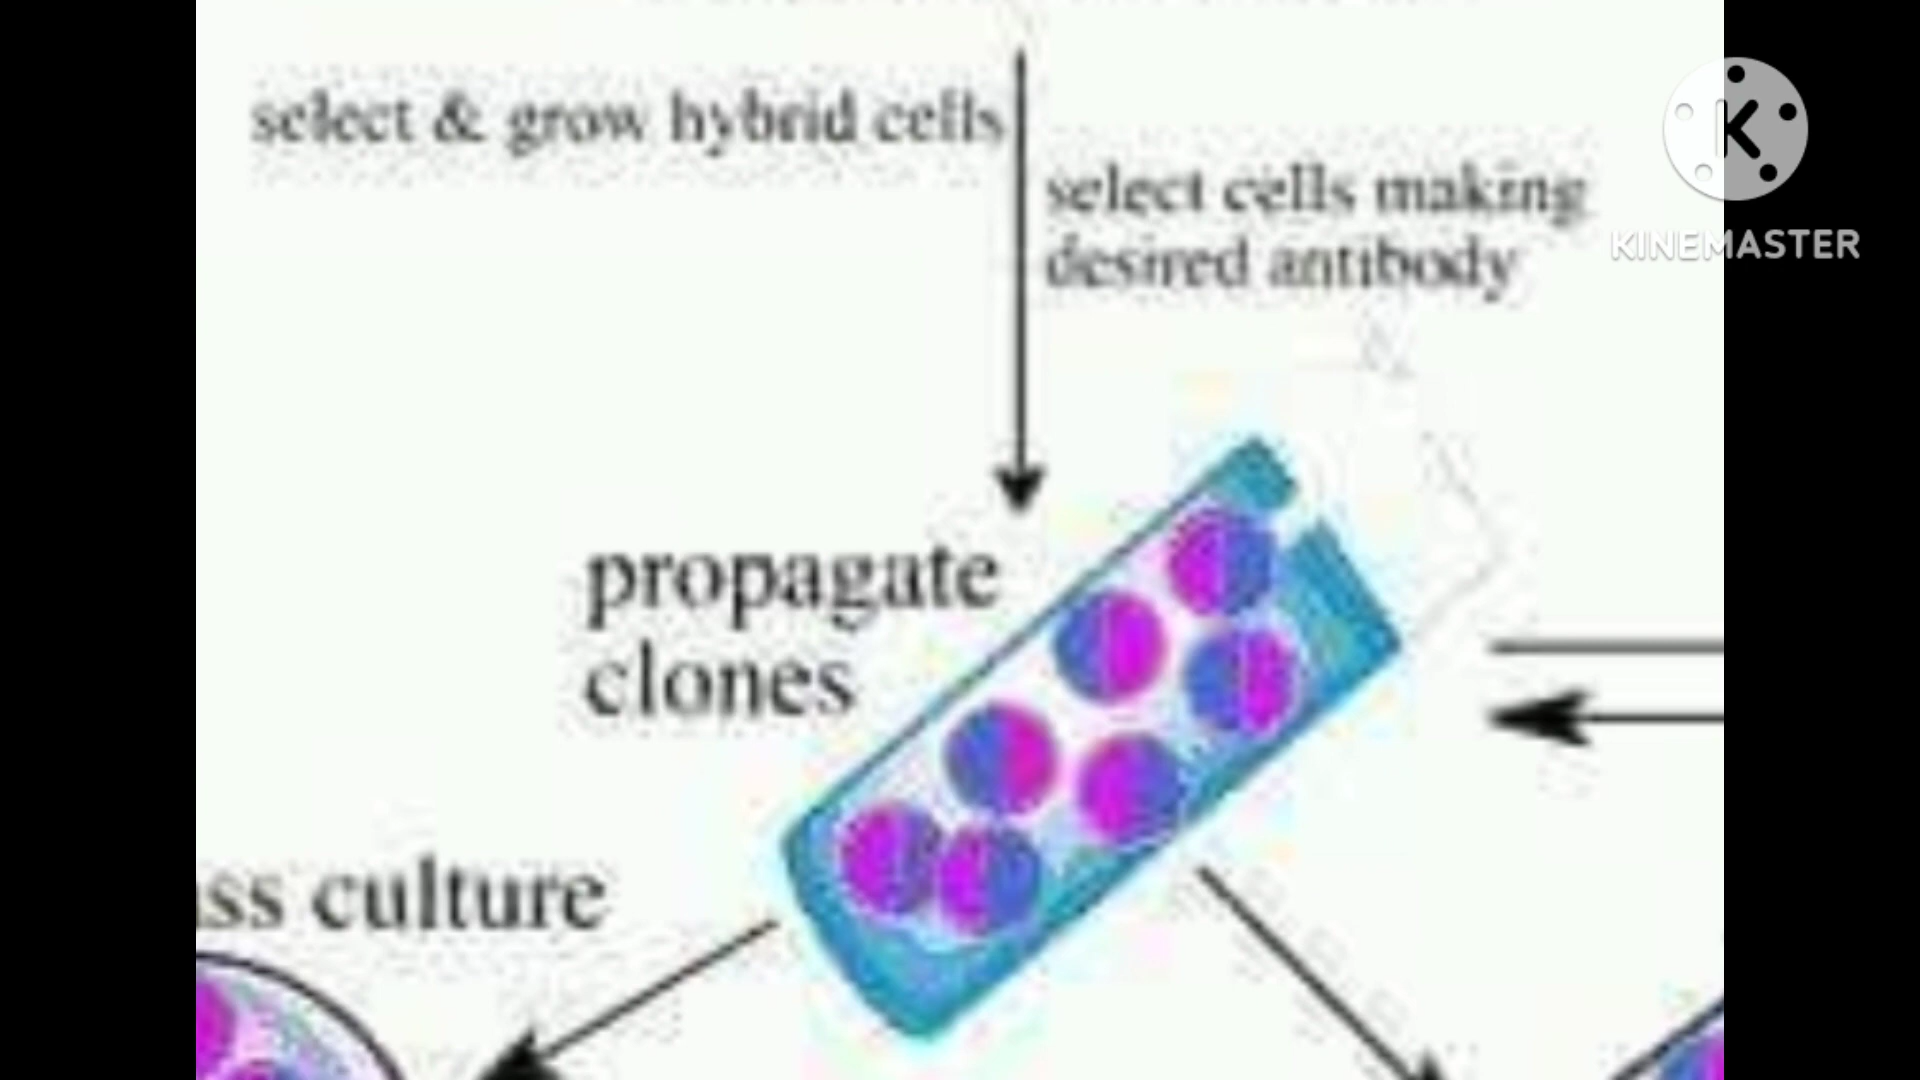 select & grow hybrid cells
select cells making
desired antibody
propagate
clones
ss culture
KINEMASTER